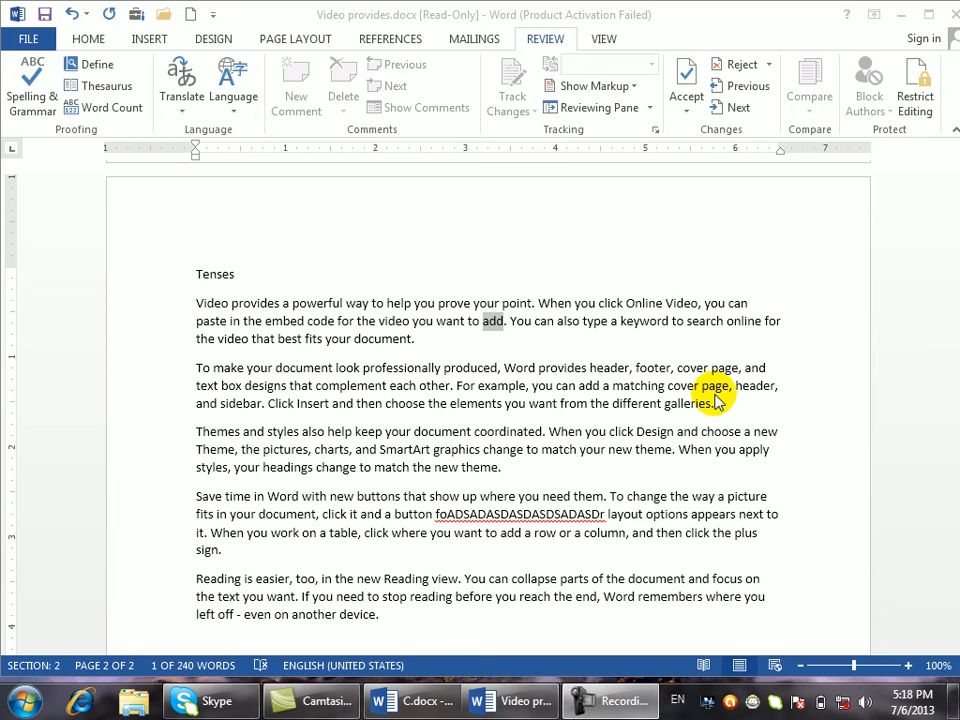 Video provides.docx [Read-Only] - Word (Product Activation Failed)
FILE HOME INSERT DESIGN PAGE LAYOUT REFERENCES MAILINGS REVIEW VIEW Sign in
ABC Spelling & Grammar
Define
Thesaurus
ABC 123 Word Count
Proofing
Translate
Language
Language
New Comment
Delete
Previous
Next
Show Comments
Comments
Track Changes
Show Markup
Reviewing Pane
Tracking
Accept
Reject
Previous
Next
Changes
Compare
Compare
Block Authors
Restrict Editing
Protect
1 1 2 3 4 5 6 7
1
1
2
3
4
Tenses
Video provides a powerful way to help you prove your point. When you click Online Video, you can
paste in the embed code for the video you want to add. You can also type a keyword to search online for
the video that best fits your document.
To make your document look professionally produced, Word provides header, footer, cover page, and
text box designs that complement each other. For example, you can add a matching cover page, header,
and sidebar. Click Insert and then choose the elements you want from the different galleries.
Themes and styles also help keep your document coordinated. When you click Design and choose a new
Theme, the pictures, charts, and SmartArt graphics change to match your new theme. When you apply
styles, your headings change to match the new theme.
Save time in Word with new buttons that show up where you need them. To change the way a picture
fits in your document, click it and a button foADSADASDASDASDSADASDr layout options appears next to
it. When you work on a table, click where you want to add a row or a column, and then click the plus
sign.
Reading is easier, too, in the new Reading view. You can collapse parts of the document and focus on
the text you want. If you need to stop reading before you reach the end, Word remembers where you
left off - even on another device.
SECTION: 2 PAGE 2 OF 2 1 OF 240 WORDS ENGLISH (UNITED STATES) 100%
Skype Camtasi... C.docx -... Video pr... Recordi... EN 5:18 PM
7/6/2013